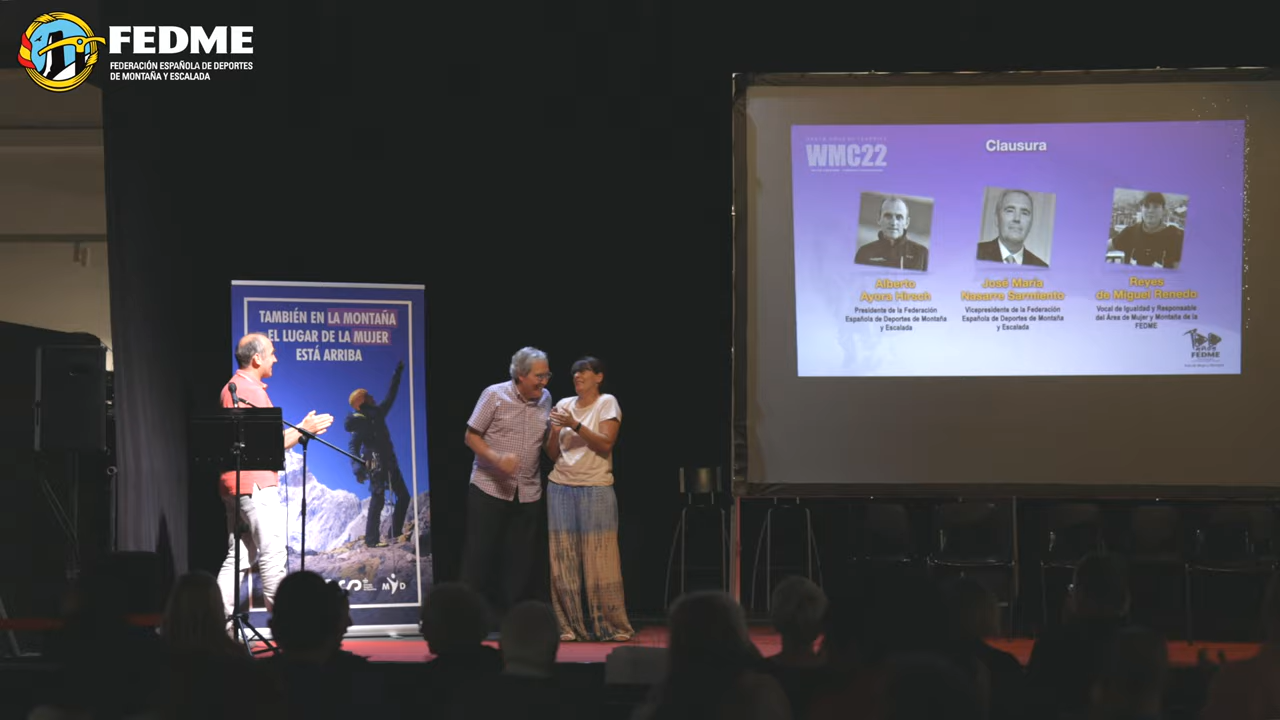 FEDME
FEDERACIÓN ESPAÑOLA DE DEPORTES
DE MONTAÑA Y ESCALADA
WMC22
Clausura
Alberto
Ayora Hirsch
Presidente de la Federación
Española de Deportes de Montaña
y Escalada
José María
Nasarre Sarmiento
Vicepresidente de la Federación
Española de Deportes de Montaña
y Escalada
Reyes
de Miguel Renedo
Vocal de Igualdad y Responsable
del Área de Mujer y Montaña de la
FEDME
FEDME
TAMBIÉN EN LA MONTAÑA
EL LUGAR DE LA MUJER
ESTÁ ARRIBA